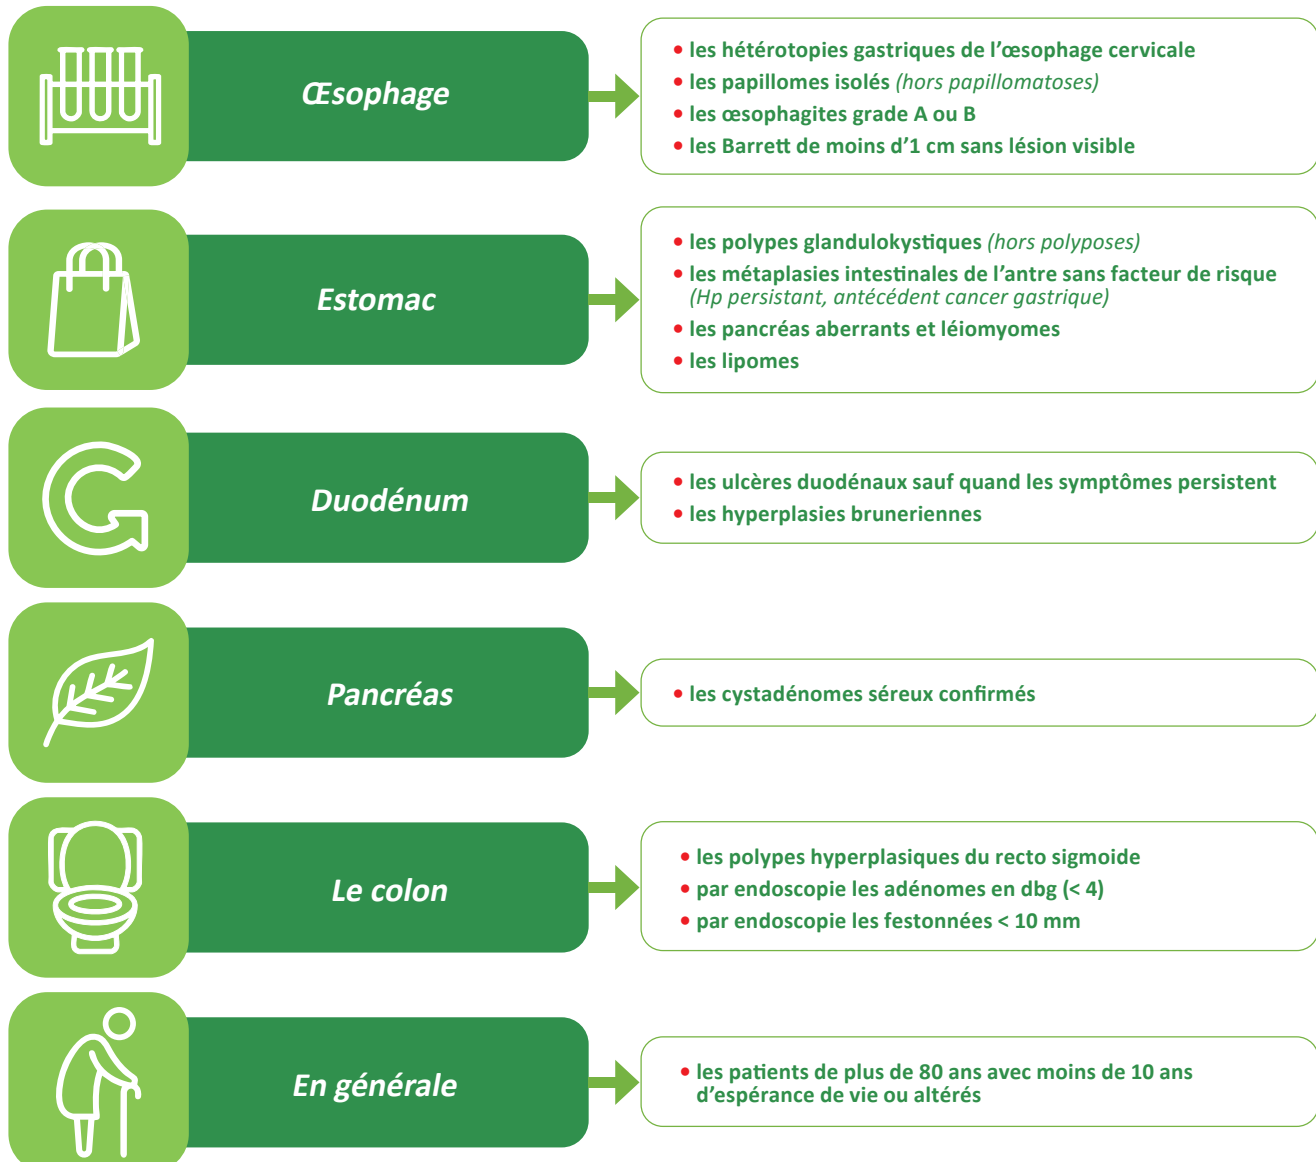 Œsophage
• les hétérotopies gastriques de l’œsophage cervicale
• les papillomes isolés (hors papillomatoses)
• les œsophagites grade A ou B
• les Barrett de moins d’1 cm sans lésion visible
Estomac
• les polypes glandulokystiques (hors polyposes)
• les métaplasies intestinales de l’antre sans facteur de risque
(Hp persistant, antécédent cancer gastrique)
• les pancréas aberrants et léiomyomes
• les lipomes
Duodénum
• les ulcères duodénaux sauf quand les symptômes persistent
• les hyperplasies bruneriennes
Pancréas
• les cystadénomes séreux confirmés
Le colon
• les polypes hyperplasiques du recto sigmoide
• par endoscopie les adénomes en dbg (< 4)
• par endoscopie les festonnées < 10 mm
En générale
• les patients de plus de 80 ans avec moins de 10 ans
d’espérance de vie ou altérés